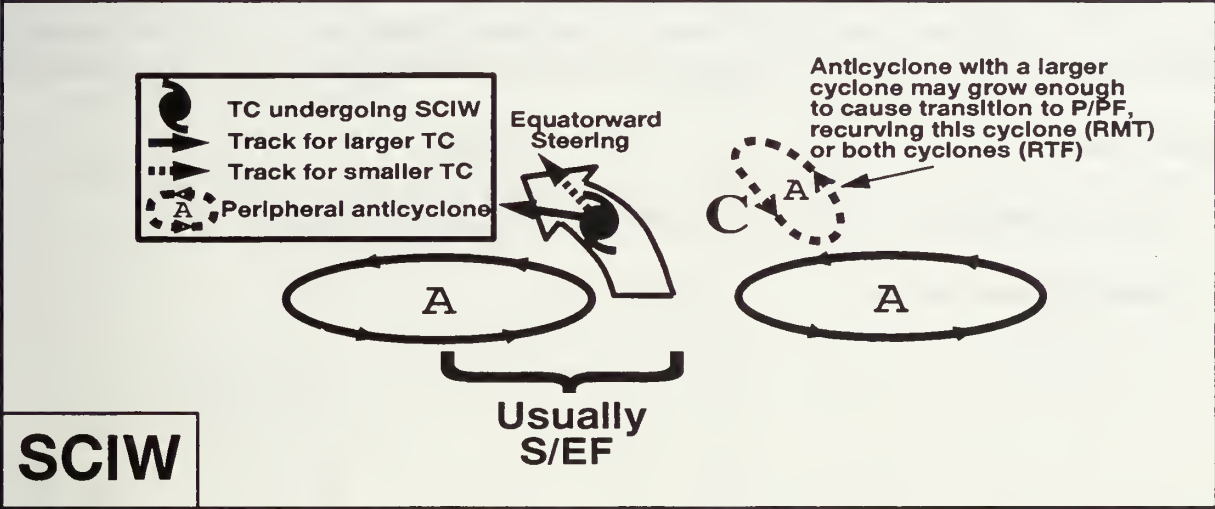 TC undergoing SCIW
Track for larger TC
Track for smaller TC
A
Peripheral anticyclone
Equatorward
Steering
Anticyclone with a larger
cyclone may grow enough
to cause transition to P/PF,
recurving this cyclone (RMT)
or both cyclones (RTF)
A
C
A
A
Usually
S/EF
SCIW